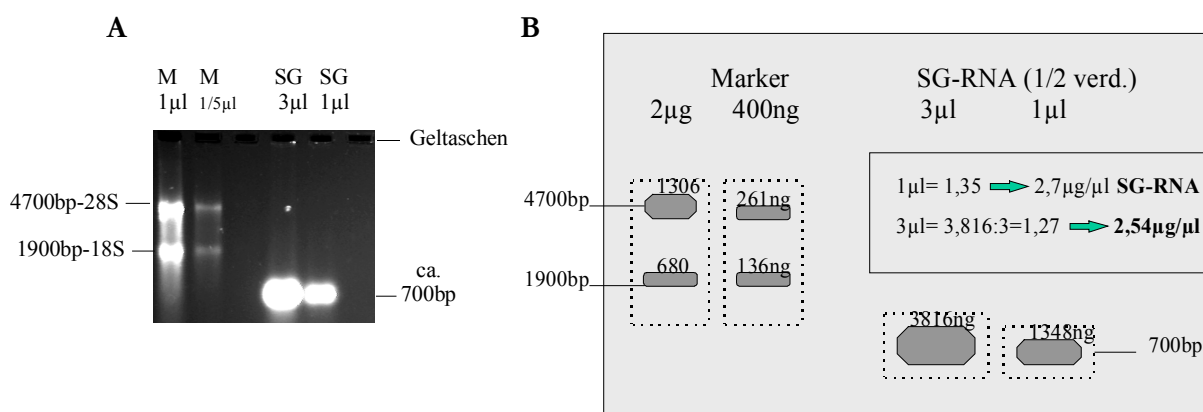 A
M M SG SG
1µl 1/5µl 3µl 1µl
Geltaschen
4700bp-28S
1900bp-18S
ca.
700bp
B
Marker SG-RNA (1/2 verd.)
2µg 400ng 3µl 1µl
1µl= 1,35 2,7µg/µl SG-RNA
3µl= 3,816:3=1,27 2,54µg/µl
4700bp 1306 261ng
1900bp 680 136ng
3816ng 1348ng
700bp